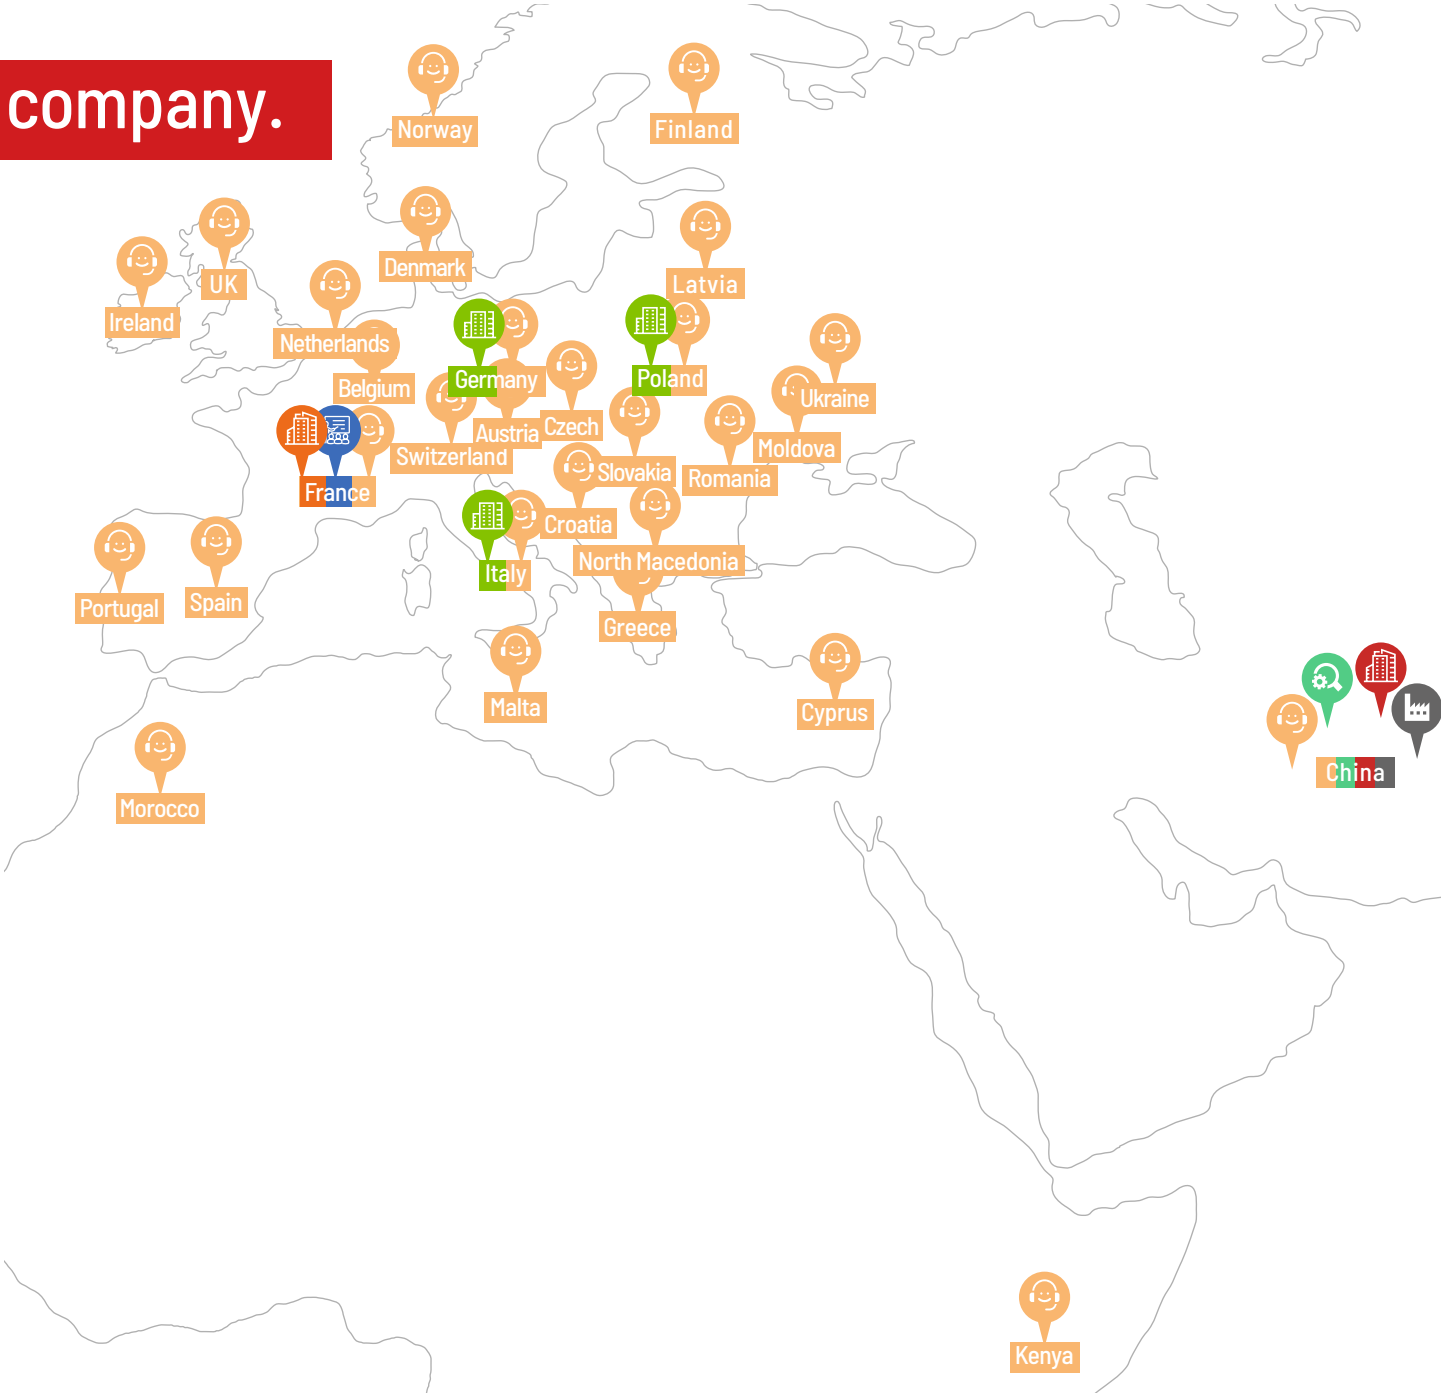 company.
Norway
Finland
Denmark
UK
Latvia
Ireland
Netherlands
Belgium
Germany
Poland
Ukraine
Austria
Czech
Switzerland
Moldova
Slovakia
Romania
France
Croatia
North Macedonia
Italy
Portugal
Spain
Greece
Malta
Cyprus
China
Morocco
Kenya